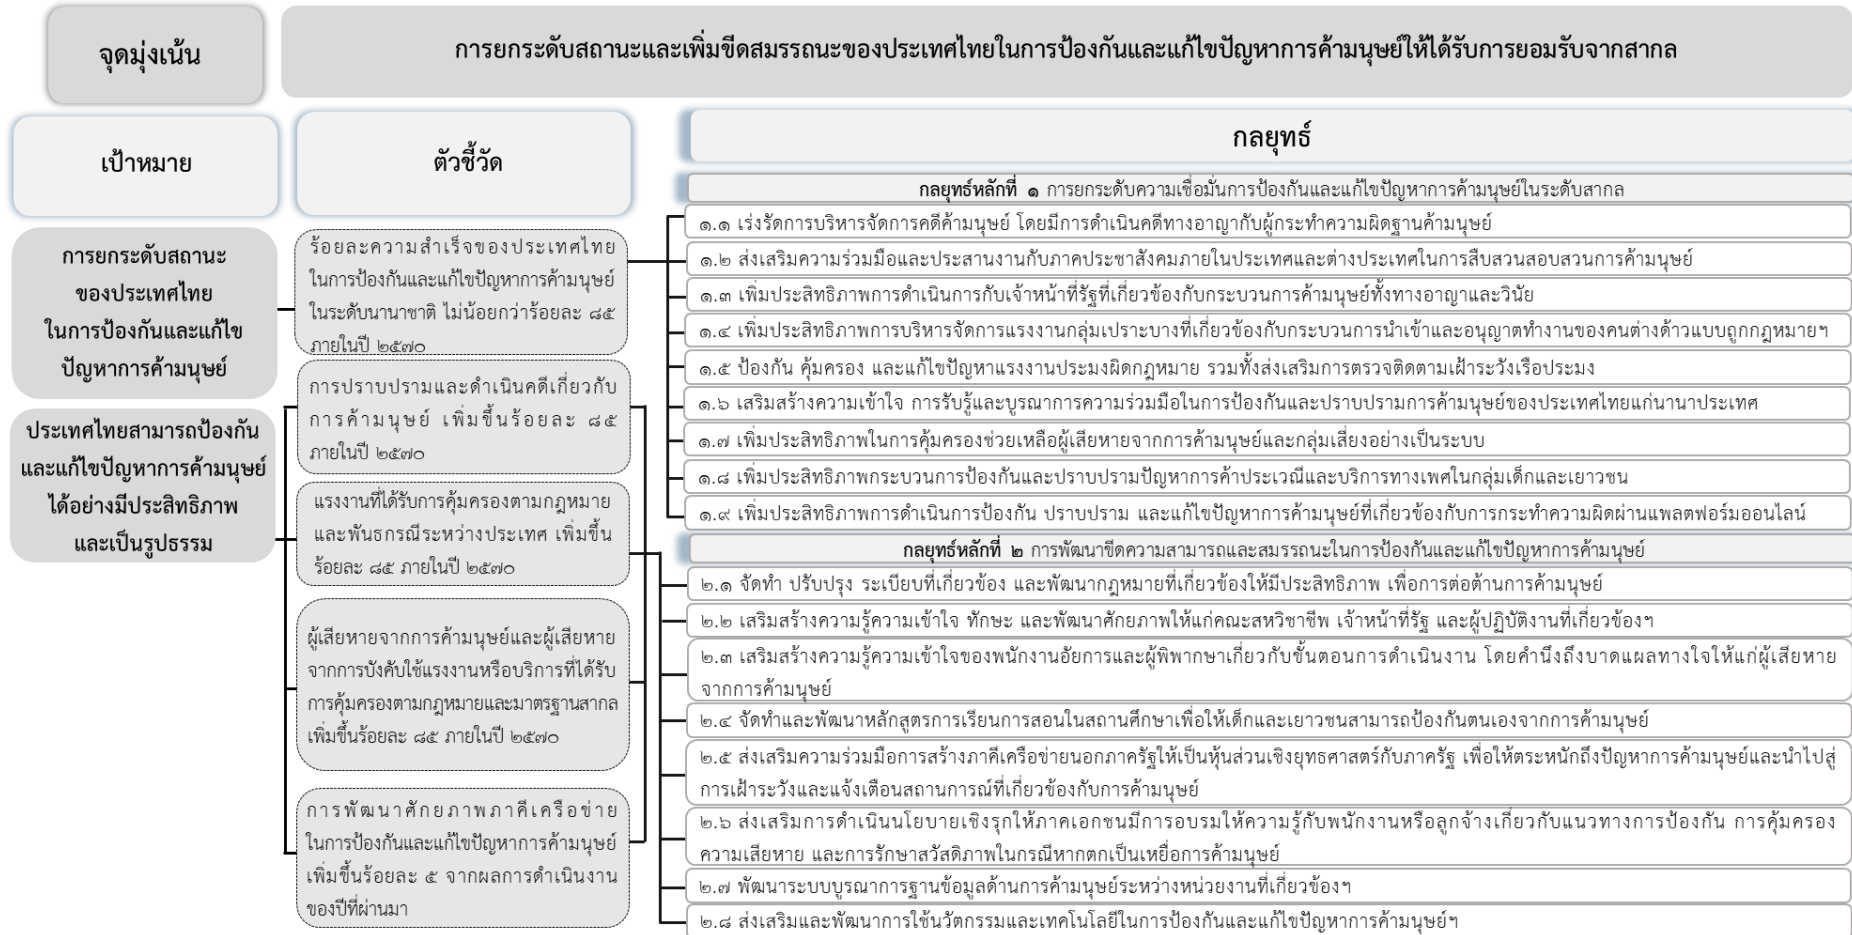 จุดมุ่งเน้น
การยกระดับสถานะและเพิ่มขีดสมรรถนะของประเทศไทยในการป้องกันและแก้ไขปัญหาการค้ามนุษย์ให้ได้รับการยอมรับจากสากล
เป้าหมาย
ตัวชี้วัด
กลยุทธ์
การยกระดับสถานะ
ของประเทศไทย
ในการป้องกันและแก้ไข
ปัญหาการค้ามนุษย์
ประเทศไทยสามารถป้องกัน
และแก้ไขปัญหาการค้ามนุษย์
ได้อย่างมีประสิทธิภาพ
และเป็นรูปธรรม
ร้อยละความสำเร็จของประเทศไทย
ในการป้องกันและแก้ไขปัญหาการค้ามนุษย์
ในระดับนานาชาติ ไม่น้อยกว่าร้อยละ ๘๕
ภายในปี ๒๕๗๐
การปราบปรามและดำเนินคดีเกี่ยวกับ
การค้ามนุษย์ เพิ่มขึ้นร้อยละ ๘๕
ภายในปี ๒๕๗๐
แรงงานที่ได้รับการคุ้มครองตามกฎหมาย
และพันธกรณีระหว่างประเทศ เพิ่มขึ้น
ร้อยละ ๘๕ ภายในปี ๒๕๗๐
ผู้เสียหายจากการค้ามนุษย์และผู้เสียหาย
จากการบังคับใช้แรงงานหรือบริการที่ได้รับ
การคุ้มครองตามกฎหมายและมาตรฐานสากล
เพิ่มขึ้นร้อยละ ๘๕ ภายในปี ๒๕๗๐
การพัฒนาศักยภาพภาคีเครือข่าย
ในการป้องกันและแก้ไขปัญหาการค้ามนุษย์
เพิ่มขึ้นร้อยละ ๕ จากผลการดำเนินงาน
ของปีที่ผ่านมา
กลยุทธ์หลักที่ ๑ การยกระดับความเชื่อมั่นการป้องกันและแก้ไขปัญหาการค้ามนุษย์ในระดับสากล
๑.๑ เร่งรัดการบริหารจัดการคดีค้ามนุษย์ โดยมีการดำเนินคดีทางอาญากับผู้กระทำความผิดฐานค้ามนุษย์
๑.๒ ส่งเสริมความร่วมมือและประสานงานกับภาคประชาสังคมภายในประเทศและต่างประเทศในการสืบสวนสอบสวนการค้ามนุษย์
๑.๓ เพิ่มประสิทธิภาพการดำเนินการกับเจ้าหน้าที่รัฐที่เกี่ยวข้องกับกระบวนการค้ามนุษย์ทั้งทางอาญาและวินัย
๑.๔ เพิ่มประสิทธิภาพการบริหารจัดการแรงงานกลุ่มเปราะบางที่เกี่ยวข้องกับกระบวนการนำเข้าและอนุญาตทำงานของคนต่างด้าวแบบถูกกฎหมายฯ
๑.๕ ป้องกัน คุ้มครอง และแก้ไขปัญหาแรงงานประมงผิดกฎหมาย รวมทั้งส่งเสริมการตรวจติดตามเฝ้าระวังเรือประมง
๑.๖ เสริมสร้างความเข้าใจ การรับรู้และบูรณาการความร่วมมือในการป้องกันและปราบปรามการค้ามนุษย์ของประเทศไทยแก่นานาประเทศ
๑.๗ เพิ่มประสิทธิภาพในการคุ้มครองช่วยเหลือผู้เสียหายจากการค้ามนุษย์และกลุ่มเสี่ยงอย่างเป็นระบบ
๑.๘ เพิ่มประสิทธิภาพกระบวนการป้องกันและปราบปรามปัญหาการค้าประเวณีและบริการทางเพศในกลุ่มเด็กและเยาวชน
๑.๙ เพิ่มประสิทธิภาพการดำเนินการป้องกัน ปราบปราม และแก้ไขปัญหาการค้ามนุษย์ที่เกี่ยวข้องกับการกระทำความผิดผ่านแพลตฟอร์มออนไลน์
กลยุทธ์หลักที่ ๒ การพัฒนาขีดความสามารถและสมรรถนะในการป้องกันและแก้ไขปัญหาการค้ามนุษย์
๒.๑ จัดทำ ปรับปรุง ระเบียบที่เกี่ยวข้อง และพัฒนากฎหมายที่เกี่ยวข้องให้มีประสิทธิภาพ เพื่อการต่อต้านการค้ามนุษย์
๒.๒ เสริมสร้างความรู้ความเข้าใจ ทักษะ และพัฒนาศักยภาพให้แก่คณะสหวิชาชีพ เจ้าหน้าที่รัฐ และผู้ปฏิบัติงานที่เกี่ยวข้องฯ
๒.๓ เสริมสร้างความรู้ความเข้าใจของพนักงานอัยการและผู้พิพากษาเกี่ยวกับขั้นตอนการดำเนินงาน โดยคำนึงถึงบาดแผลทางใจให้แก่ผู้เสียหาย
จากการค้ามนุษย์
๒.๔ จัดทำและพัฒนาหลักสูตรการเรียนการสอนในสถานศึกษาเพื่อให้เด็กและเยาวชนสามารถป้องกันตนเองจากการค้ามนุษย์
๒.๕ ส่งเสริมความร่วมมือการสร้างภาคีเครือข่ายนอกภาครัฐให้เป็นหุ้นส่วนเชิงยุทธศาสตร์กับภาครัฐ เพื่อให้ตระหนักถึงปัญหาการค้ามนุษย์และนำไปสู่
การเฝ้าระวังและแจ้งเตือนสถานการณ์ที่เกี่ยวข้องกับการค้ามนุษย์
๒.๖ ส่งเสริมการดำเนินนโยบายเชิงรุกให้ภาคเอกชนมีการอบรมให้ความรู้กับพนักงานหรือลูกจ้างเกี่ยวกับแนวทางการป้องกัน การคุ้มครอง
ความเสียหาย และการรักษาสวัสดิภาพในกรณีหากตกเป็นเหยื่อการค้ามนุษย์
๒.๗ พัฒนาระบบบูรณาการฐานข้อมูลด้านการค้ามนุษย์ระหว่างหน่วยงานที่เกี่ยวข้องฯ
๒.๘ ส่งเสริมและพัฒนาการใช้นวัตกรรมและเทคโนโลยีในการป้องกันและแก้ไขปัญหาการค้ามนุษย์ฯ